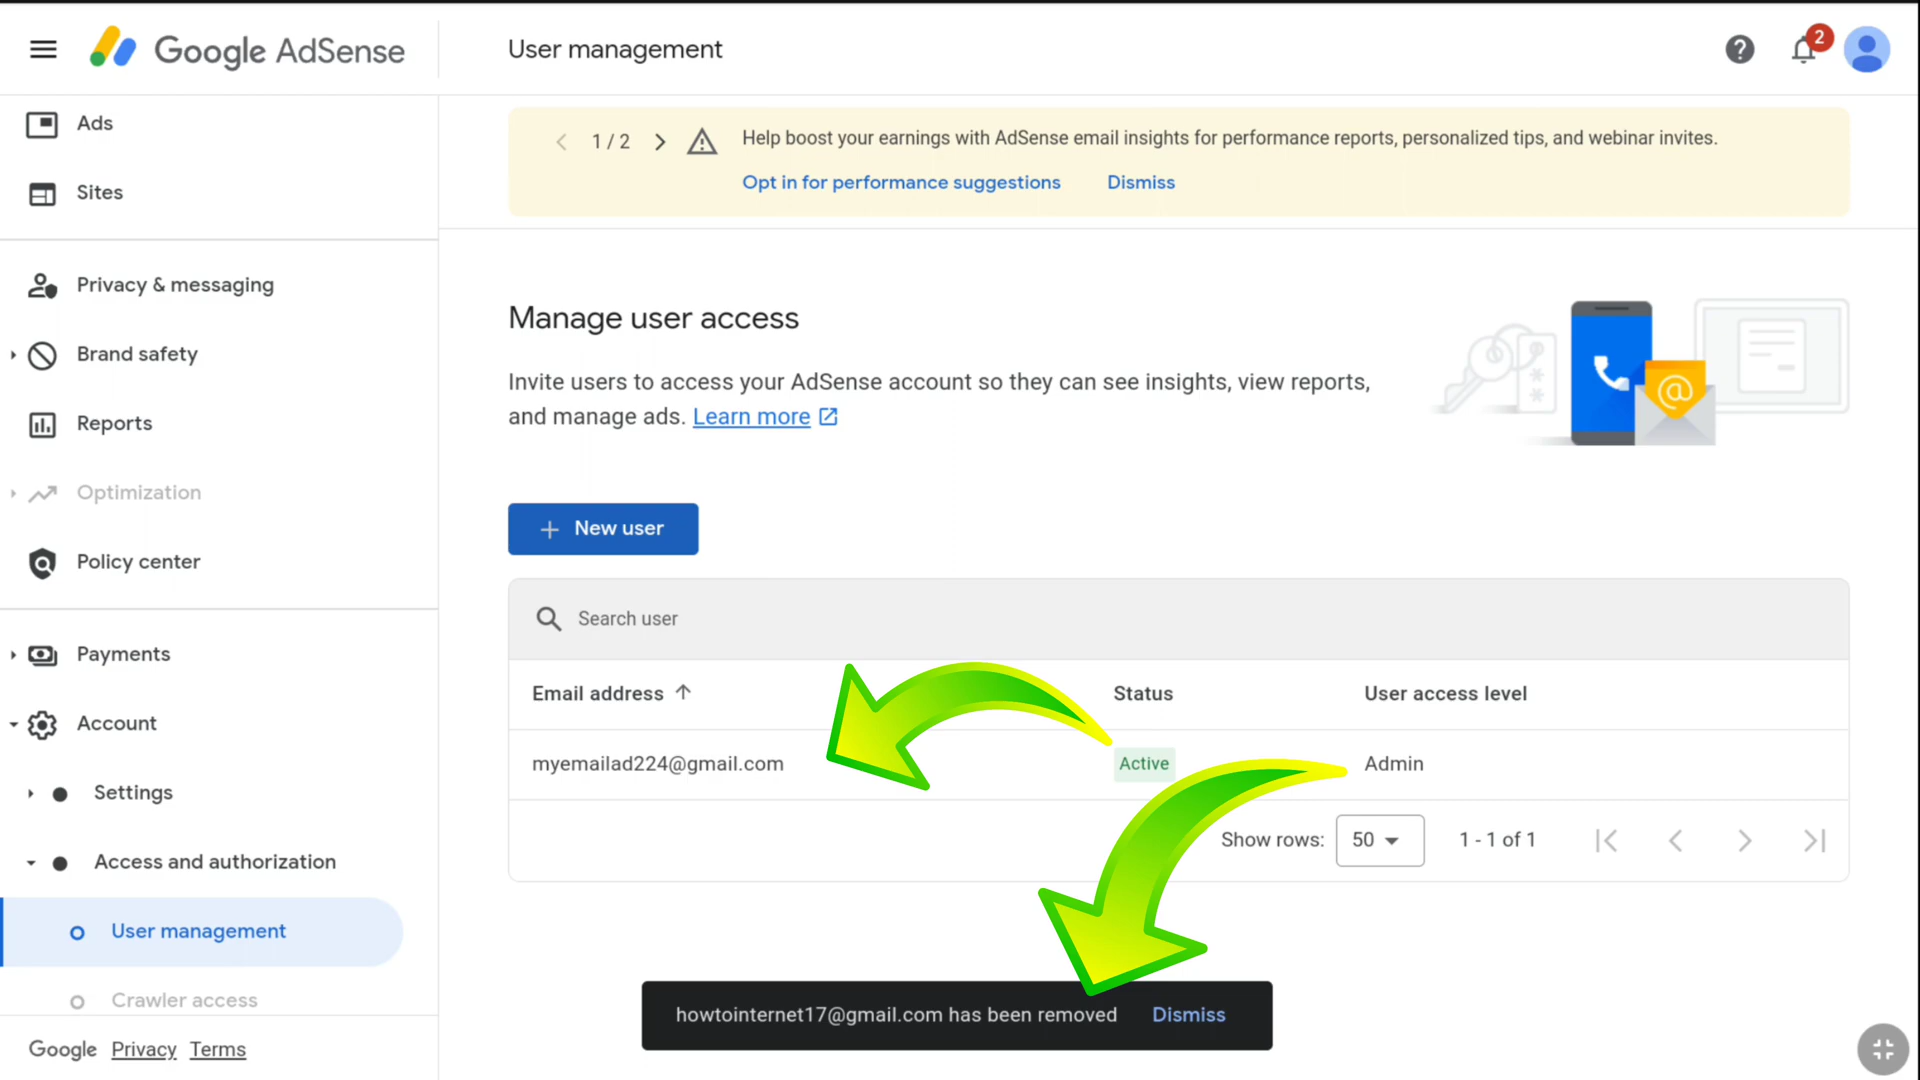 Google AdSense
User management
2
Ads
Sites
Privacy & messaging
Brand safety
Reports
Optimization
Policy center
Payments
Account
Settings
Access and authorization
User management
Crawler access
Google Privacy Terms
1 / 2
Help boost your earnings with AdSense email insights for performance reports, personalized tips, and webinar invites.
Opt in for performance suggestions Dismiss
Manage user access
Invite users to access your AdSense account so they can see insights, view reports,
and manage ads. Learn more
@
New user
Search user
Email address Status User access level
myemailad224@gmail.com Active Admin
Show rows: 50 1 - 1 of 1
howtointernet17@gmail.com has been removed Dismiss